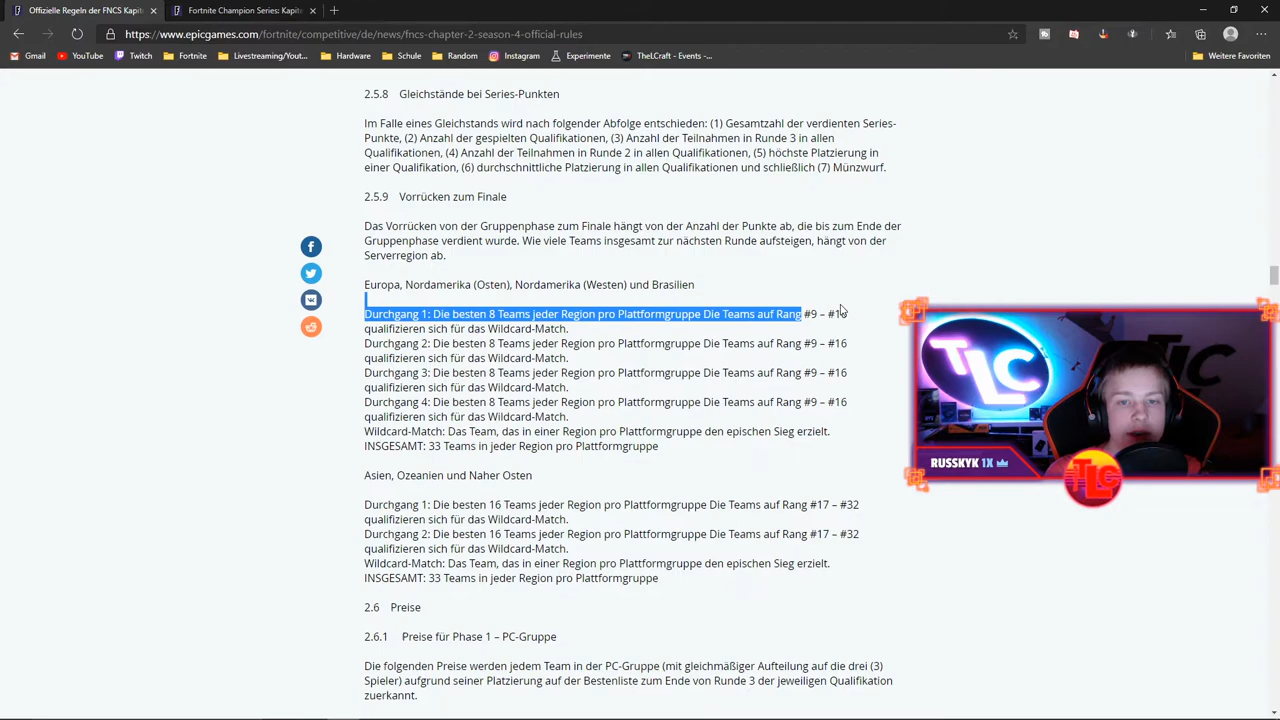 Offizielle Regeln der FNCS Kapit
Fortnite Champion Series: Kapite
https://www.epicgames.com/fortnite/competitive/de/news/fncs-chapter-2-season-4-official-rules
Gmail YouTube Twitch Fortnite Livestreaming/Yout... Hardware Schule Random Instagram Experimente TheLCraft - Events -... Weitere Favoriten
2.5.8 Gleichstände bei Series-Punkten
Im Falle eines Gleichstands wird nach folgender Abfolge entschieden: (1) Gesamtzahl der verdienten Series-
Punkte, (2) Anzahl der gespielten Qualifikationen, (3) Anzahl der Teilnahmen in Runde 3 in allen
Qualifikationen, (4) Anzahl der Teilnahmen in Runde 2 in allen Qualifikationen, (5) höchste Platzierung in
einer Qualifikation, (6) durchschnittliche Platzierung in allen Qualifikationen und schließlich (7) Münzwurf.
2.5.9 Vorrücken zum Finale
Das Vorrücken von der Gruppenphase zum Finale hängt von der Anzahl der Punkte ab, die bis zum Ende der
Gruppenphase verdient wurde. Wie viele Teams insgesamt zur nächsten Runde aufsteigen, hängt von der
Serverregion ab.
Europa, Nordamerika (Osten), Nordamerika (Westen) und Brasilien
Durchgang 1: Die besten 8 Teams jeder Region pro Plattformgruppe Die Teams auf Rang #9 – #16
qualifizieren sich für das Wildcard-Match.
Durchgang 2: Die besten 8 Teams jeder Region pro Plattformgruppe Die Teams auf Rang #9 – #16
qualifizieren sich für das Wildcard-Match.
Durchgang 3: Die besten 8 Teams jeder Region pro Plattformgruppe Die Teams auf Rang #9 – #16
qualifizieren sich für das Wildcard-Match.
Durchgang 4: Die besten 8 Teams jeder Region pro Plattformgruppe Die Teams auf Rang #9 – #16
qualifizieren sich für das Wildcard-Match.
Wildcard-Match: Das Team, das in einer Region pro Plattformgruppe den epischen Sieg erzielt.
INSGESAMT: 33 Teams in jeder Region pro Plattformgruppe
Asien, Ozeanien und Naher Osten
Durchgang 1: Die besten 16 Teams jeder Region pro Plattformgruppe Die Teams auf Rang #17 – #32
qualifizieren sich für das Wildcard-Match.
Durchgang 2: Die besten 16 Teams jeder Region pro Plattformgruppe Die Teams auf Rang #17 – #32
qualifizieren sich für das Wildcard-Match.
Wildcard-Match: Das Team, das in einer Region pro Plattformgruppe den epischen Sieg erzielt.
INSGESAMT: 33 Teams in jeder Region pro Plattformgruppe
2.6 Preise
2.6.1 Preise für Phase 1 – PC-Gruppe
Die folgenden Preise werden jedem Team in der PC-Gruppe (mit gleichmäßiger Aufteilung auf die drei (3)
Spieler) aufgrund seiner Platzierung auf der Bestenliste zum Ende von Runde 3 der jeweiligen Qualifikation
zuerkannt.
TLC
RUSSKYK 1X
TLC